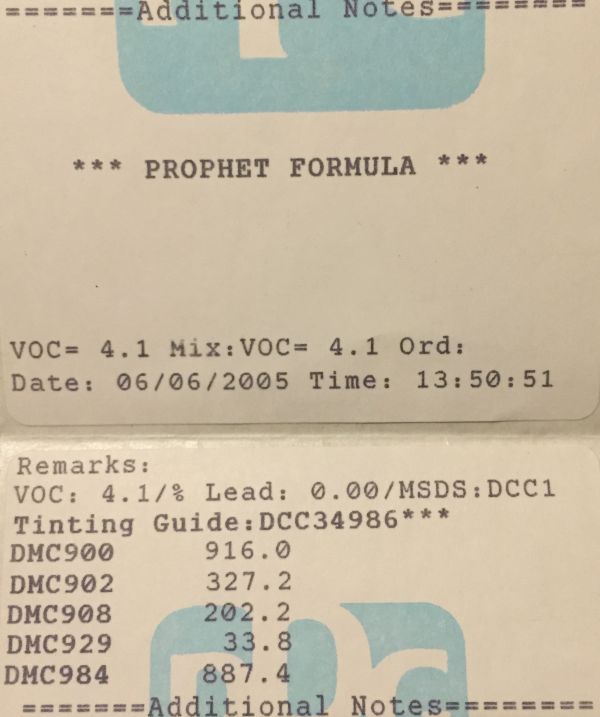 =======Additional Notes========
*** PROPHET FORMULA ***
VOC= 4.1 Mix:VOC= 4.1 Ord:
Date: 06/06/2005 Time: 13:50:51
Remarks:
VOC: 4.1/% Lead: 0.00/MSDS:DCC1
Tinting Guide:DCC34986***
DMC900 916.0
DMC902 327.2
DMC908 202.2
DMC929 33.8
DMC984 887.4
=======Additional Notes========